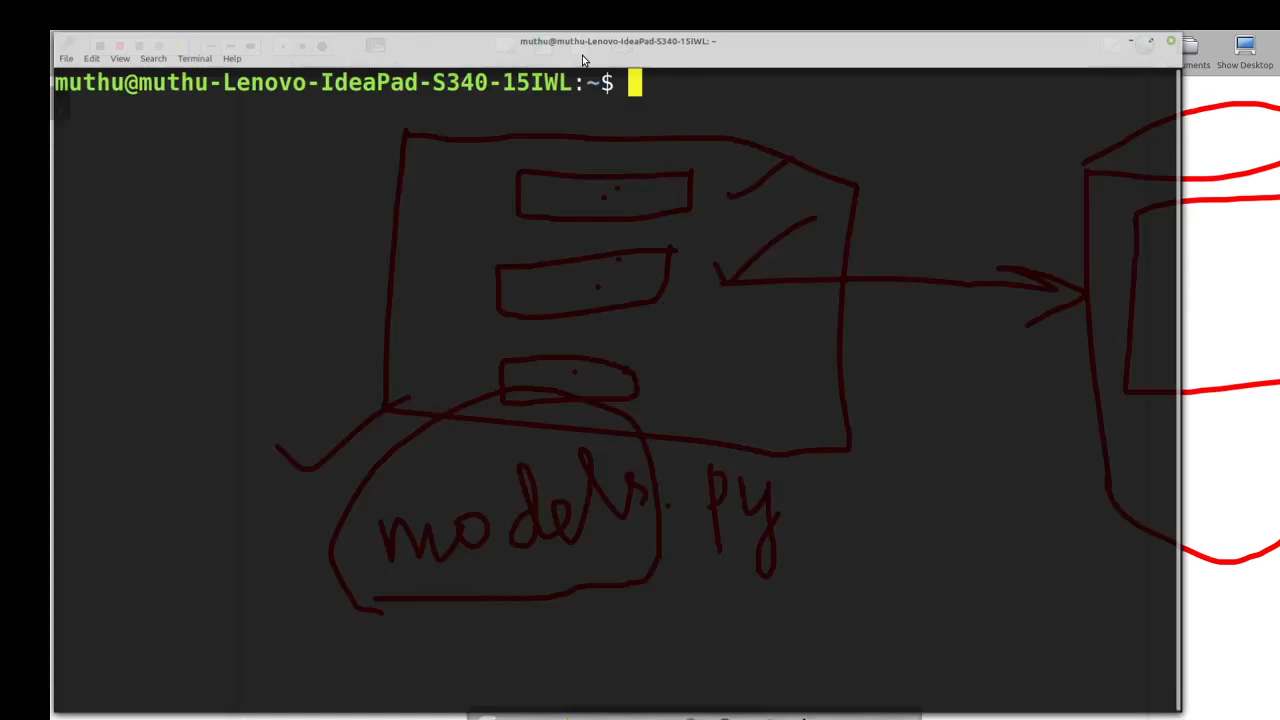 muthu@muthu-Lenovo-IdeaPad-S340-15IWL: ~
File Edit View Search Terminal Help
uments Show Desktop
muthu@muthu-Lenovo-IdeaPad-S340-15IWL:~$
models.py